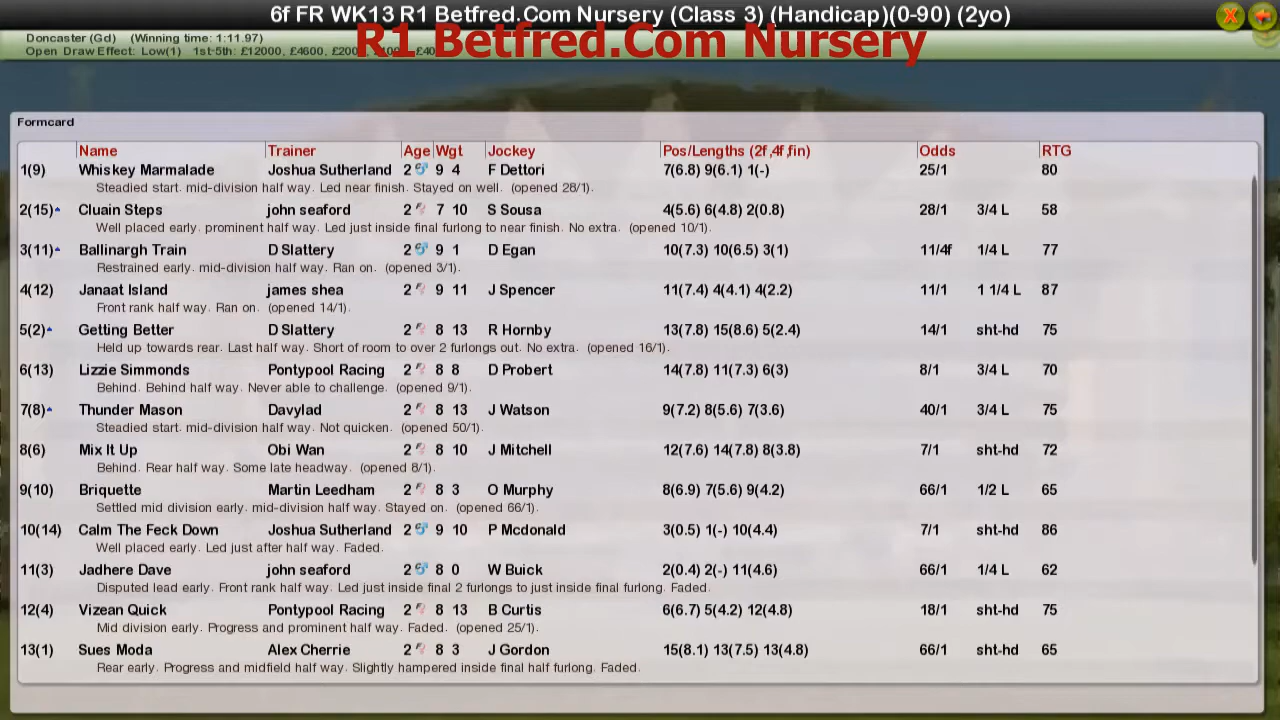 6f FR WK13 R1 Betfred.Com Nursery (Class 3) (Handicap)(0-90) (2yo)
Doncaster (Gd) (Winning time: 1:11.97)
R1 Betfred.Com Nursery
Open Draw Effect: Low(1) 1st-5th: £12000, £4600,
Formcard
Name Trainer Age Wgt Jockey Pos/Lengths (2f,4f,fin) Odds RTG
1(9) Whiskey Marmalade Joshua Sutherland 2 9 4 F Dettori 7(6.8) 9(6.1) 1(-) 25/1 80
Steadied start. mid-division half way. Led near finish. Stayed on well. (opened 28/1).
2(15) Cluain Steps john seaford 2 7 10 S Sousa 4(5.6) 6(4.8) 2(0.8) 28/1 3/4 L 58
Well placed early. prominent half way. Led just inside final furlong to near finish. No extra. (opened 10/1).
3(11) Ballinargh Train D Slattery 2 9 1 D Egan 10(7.3) 10(6.5) 3(1) 11/4f 1/4 L 77
Restrained early. mid-division half way. Ran on. (opened 3/1).
4(12) Janaat Island james shea 2 9 11 J Spencer 11(7.4) 4(4.1) 4(2.2) 11/1 1 1/4 L 87
Front rank half way. Ran on. (opened 14/1).
5(2) Getting Better D Slattery 2 8 13 R Hornby 13(7.8) 15(8.6) 5(2.4) 14/1 sht-hd 75
Held up towards rear. Last half way. Short of room to over 2 furlongs out. No extra. (opened 16/1).
6(13) Lizzie Simmonds Pontypool Racing 2 8 8 D Probert 14(7.8) 11(7.3) 6(3) 8/1 3/4 L 70
Behind. Behind half way. Never able to challenge. (opened 9/1).
7(8) Thunder Mason Davylad 2 8 13 J Watson 9(7.2) 8(5.6) 7(3.6) 40/1 3/4 L 75
Steadied start. mid-division half way. Not quicken. (opened 50/1).
8(6) Mix It Up Obi Wan 2 8 10 J Mitchell 12(7.6) 14(7.8) 8(3.8) 7/1 sht-hd 72
Behind. Rear half way. Some late headway. (opened 8/1).
9(10) Briquette Martin Leedham 2 8 3 O Murphy 8(6.9) 7(5.6) 9(4.2) 66/1 1/2 L 65
Settled mid division early. mid-division half way. Stayed on. (opened 66/1).
10(14) Calm The Feck Down Joshua Sutherland 2 9 10 P Mcdonald 3(0.5) 1(-) 10(4.4) 7/1 sht-hd 86
Well placed early. Led just after half way. Faded.
11(3) Jadhere Dave john seaford 2 8 0 W Buick 2(0.4) 2(-) 11(4.6) 66/1 1/4 L 62
Disputed lead early. Front rank half way. Led just inside final 2 furlongs to just inside final furlong. Faded.
12(4) Vizean Quick Pontypool Racing 2 8 13 B Curtis 6(6.7) 5(4.2) 12(4.8) 18/1 sht-hd 75
Mid division early. Progress and prominent half way. Faded. (opened 25/1).
13(1) Sues Moda Alex Cherrie 2 8 3 J Gordon 15(8.1) 13(7.5) 13(4.8) 66/1 sht-hd 65
Rear early. Progress and midfield half way. Slightly hampered inside final half furlong. Faded.